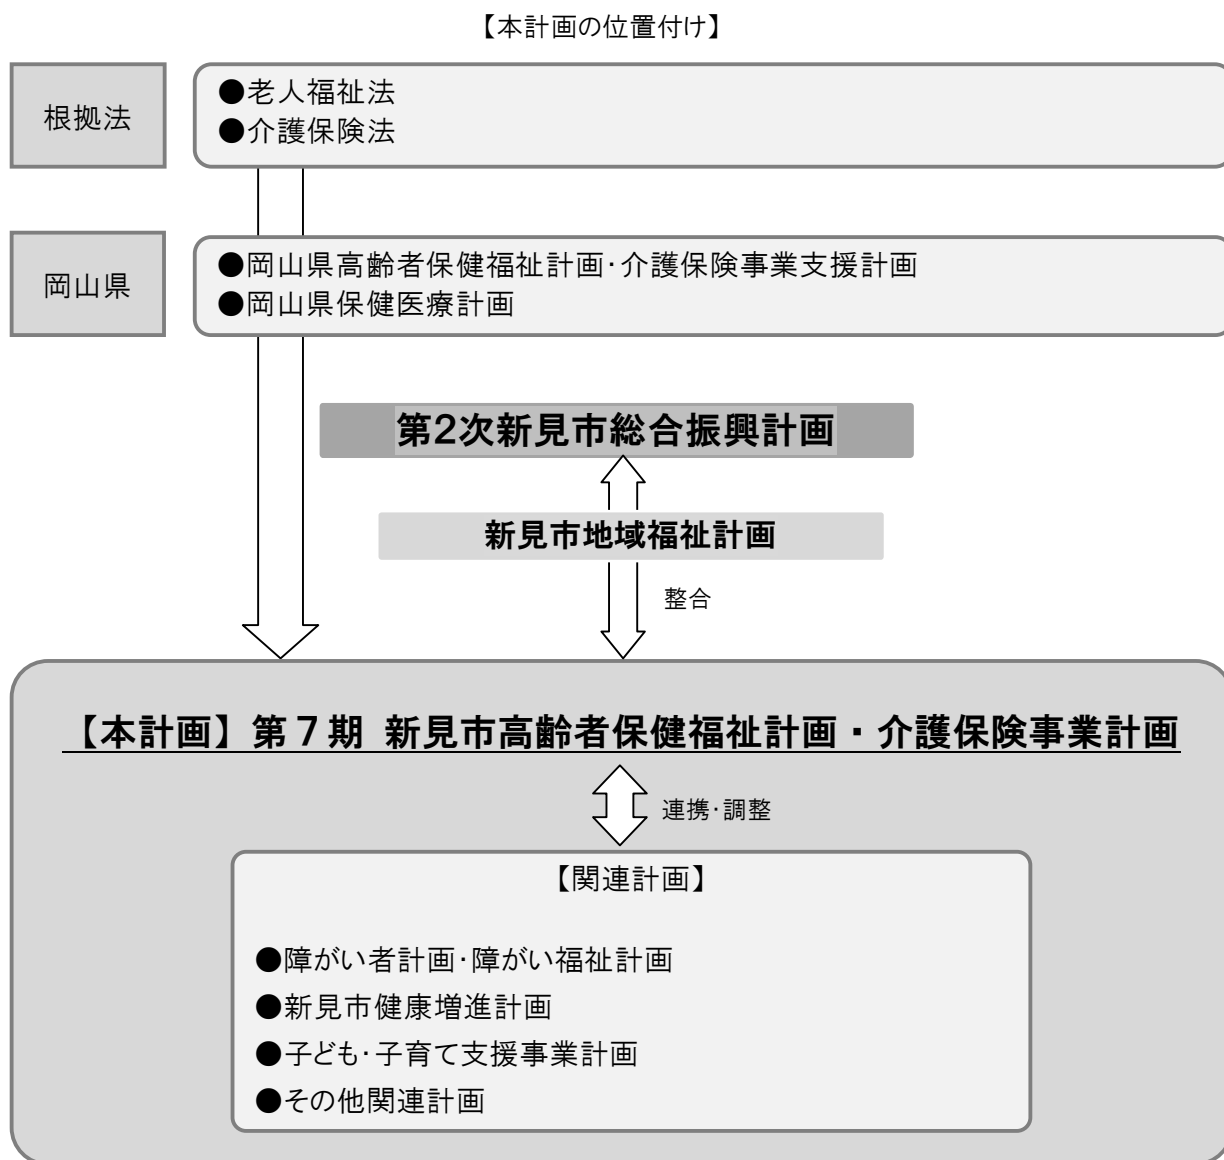 【本計画の位置付け】
根拠法
●老人福祉法
●介護保険法
岡山県
●岡山県高齢者保健福祉計画・介護保険事業支援計画
●岡山県保健医療計画
第2次新見市総合振興計画
新見市地域福祉計画
整合
【本計画】第７期 新見市高齢者保健福祉計画・介護保険事業計画
連携・調整
【関連計画】
●障がい者計画・障がい福祉計画
●新見市健康増進計画
●子ども・子育て支援事業計画
●その他関連計画